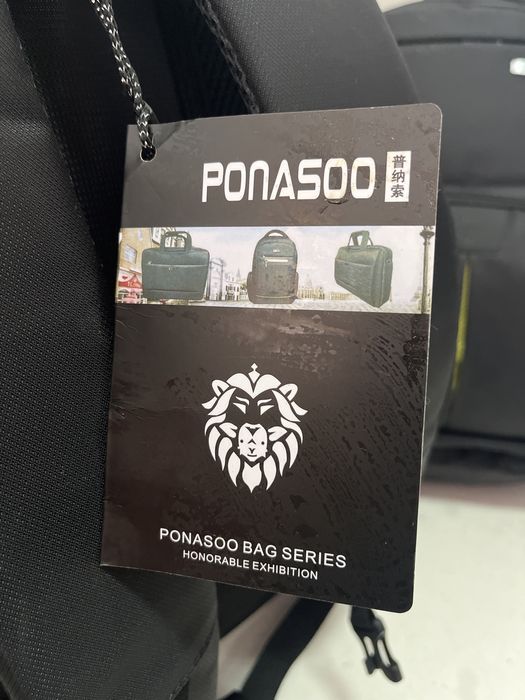 PONASOO 普纳索
PONASOO BAG SERIES
HONORABLE EXHIBITION